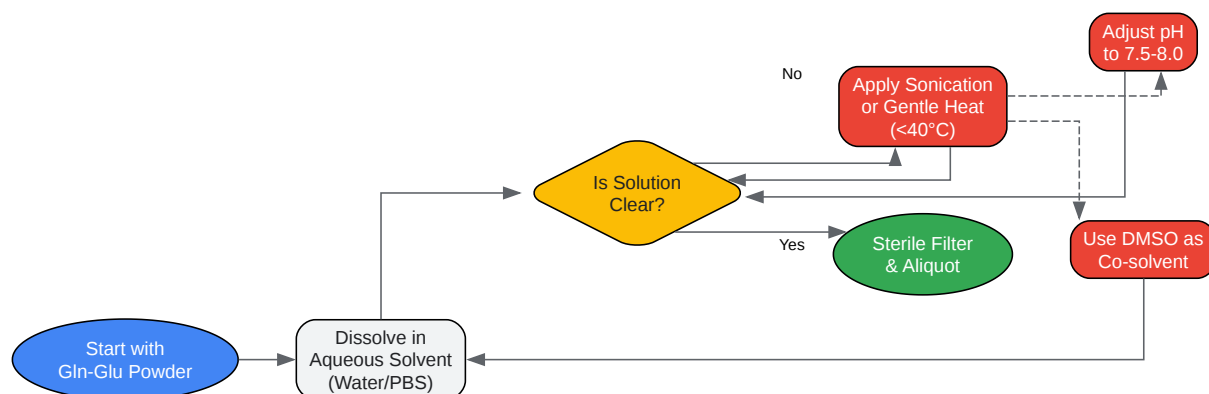 Adjust pH
to 7.5-8.0
No
Apply Sonication
or Gentle Heat
(<40°C)
Is Solution
Clear?
Yes
Sterile Filter
& Aliquot
Use DMSO as
Co-solvent
Start with
Gln-Glu Powder
Dissolve in
Aqueous Solvent
(Water/PBS)